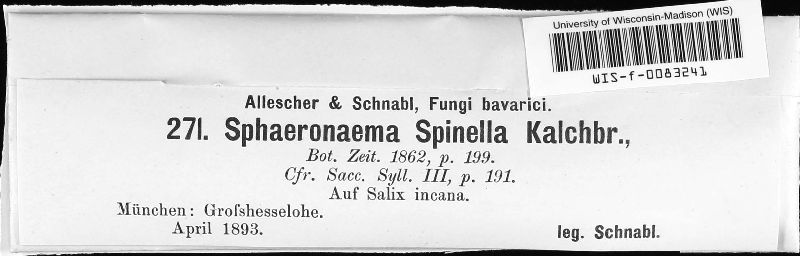 University of Wisconsin-Madison (WIS)
WIS-f-0083241
Allescher & Schnabl, Fungi bavarici.
271. Sphaeronaema Spinella Kalchbr.,
Bot. Zeit. 1862, p. 199.
Cfr. Sacc. Syll. III, p. 191.
Auf Salix incana.
München: Grofshesselohe.
April 1893.
leg. Schnabl.